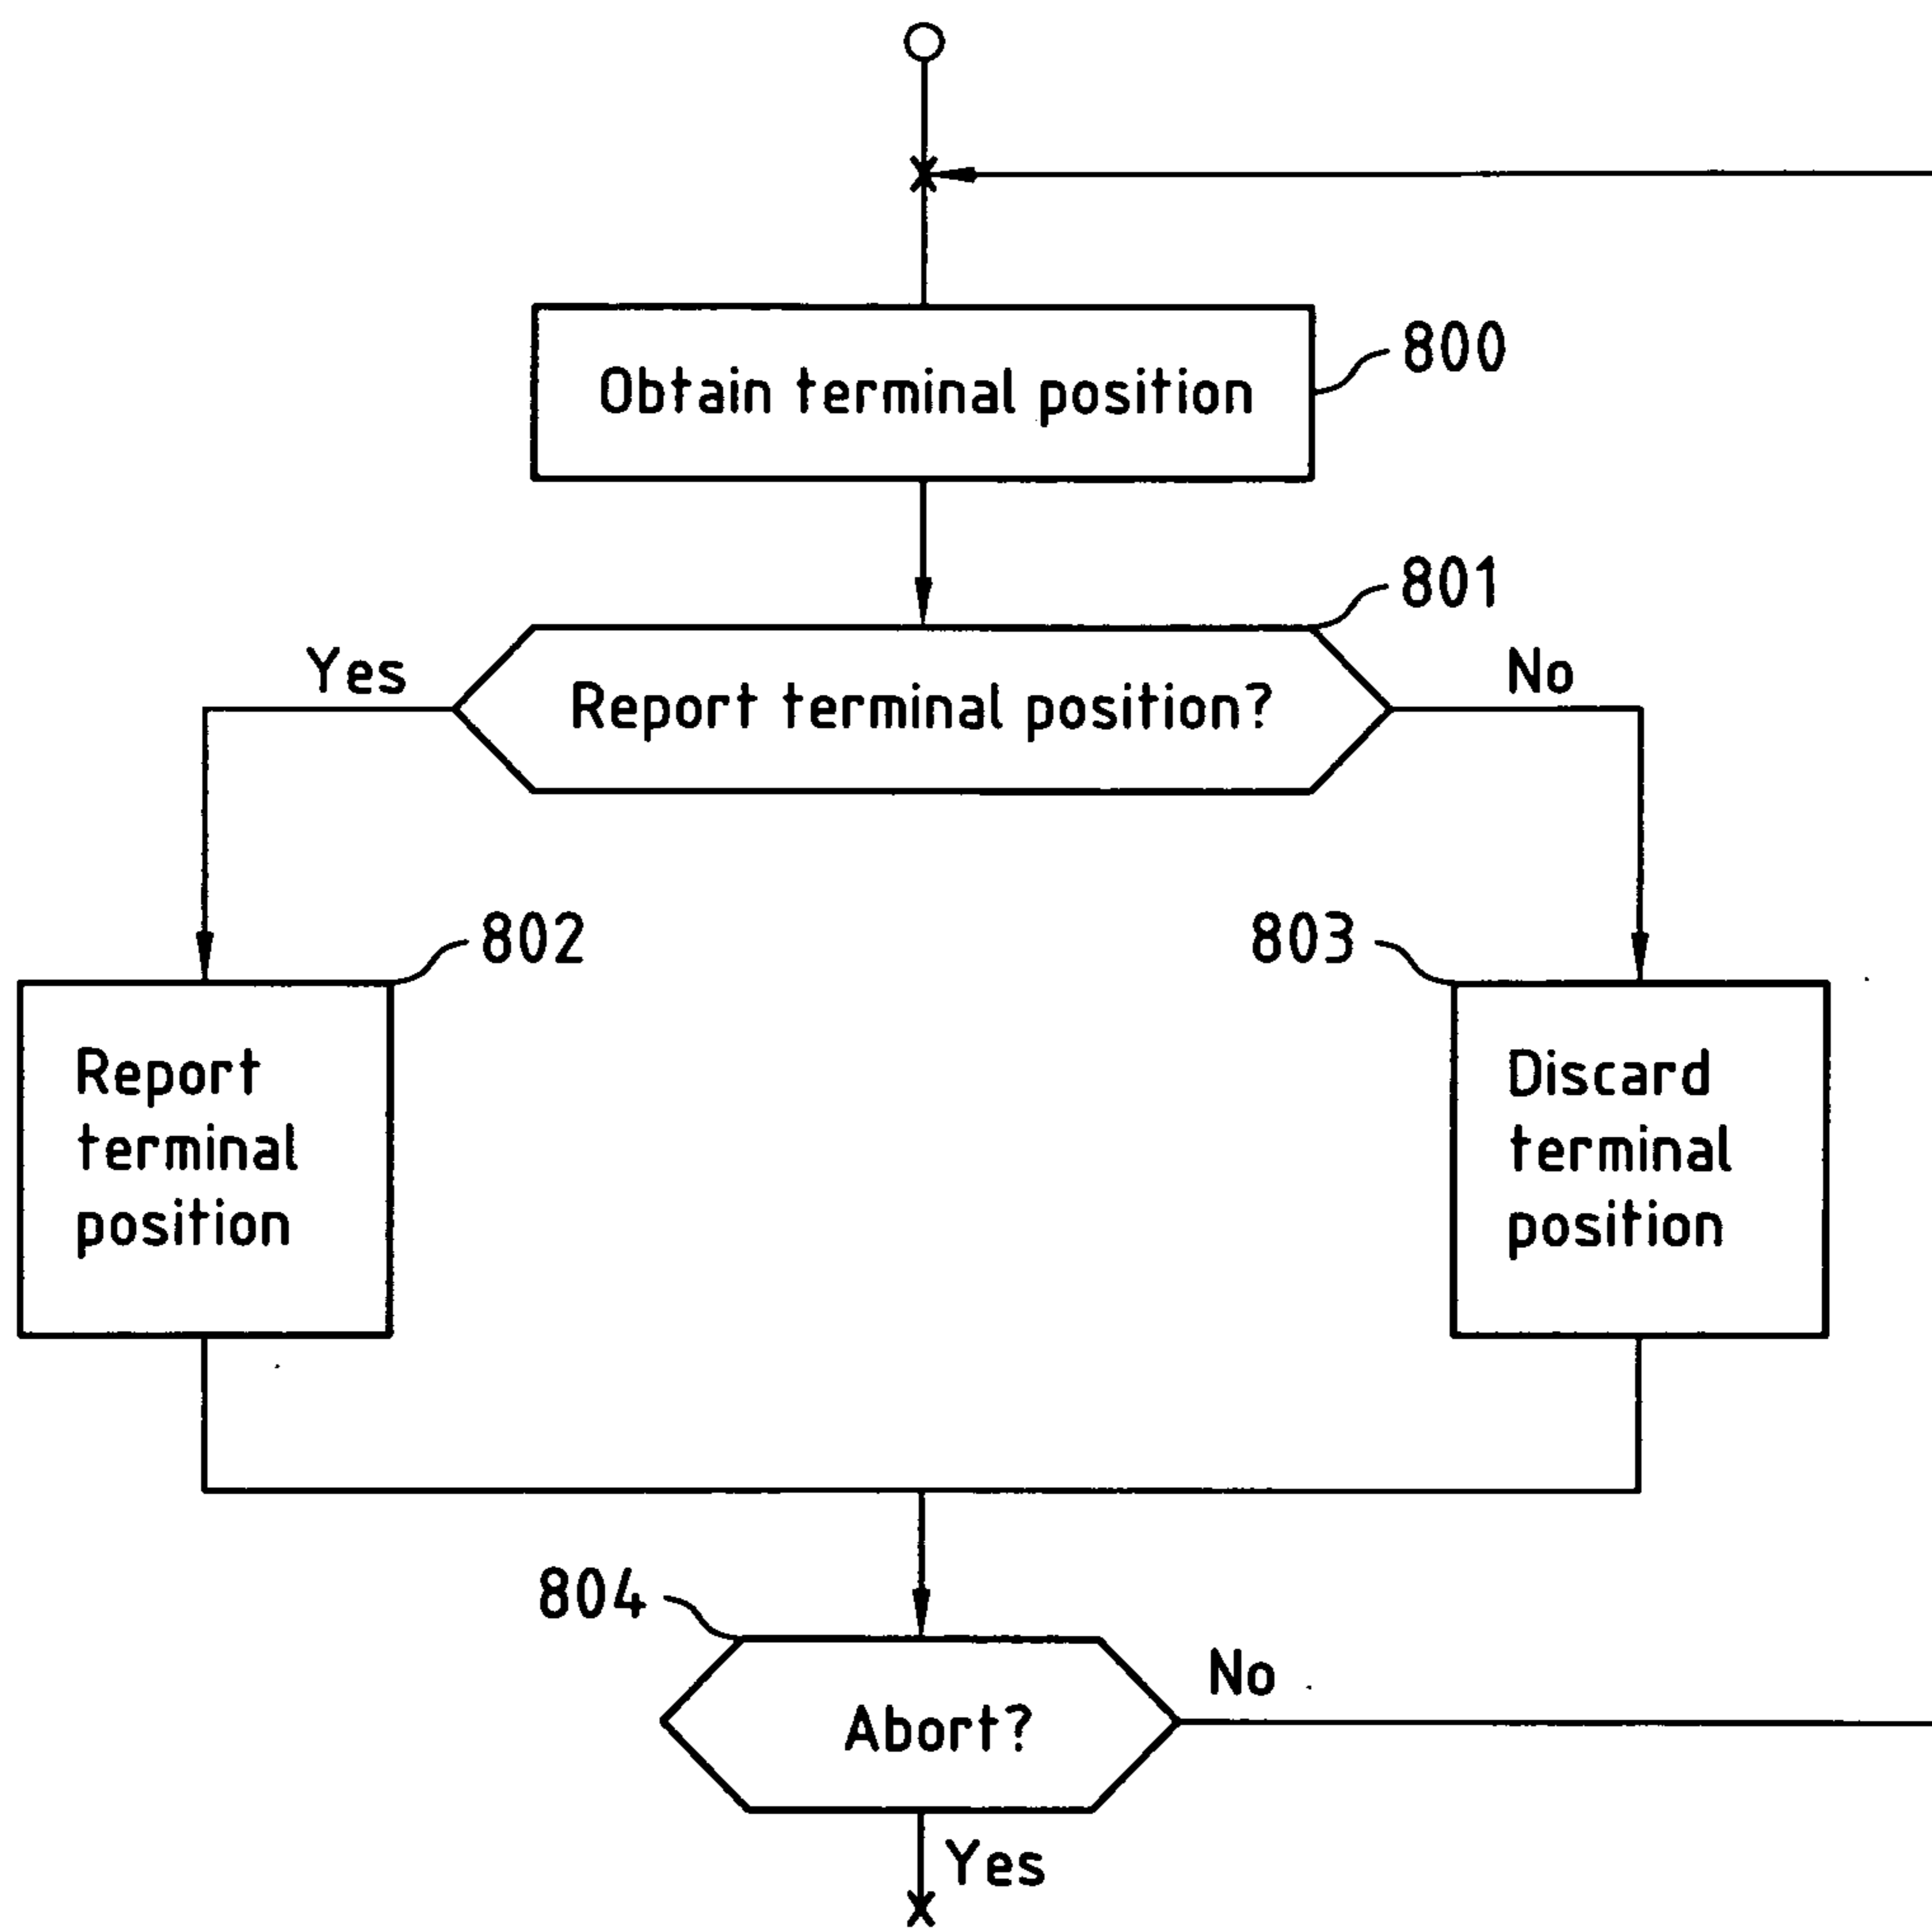 800
Obtain terminal position
801
Yes
No
Report terminal position?
802
803
Report
terminal
position
Discard
terminal
position
804
No
Abort?
Yes